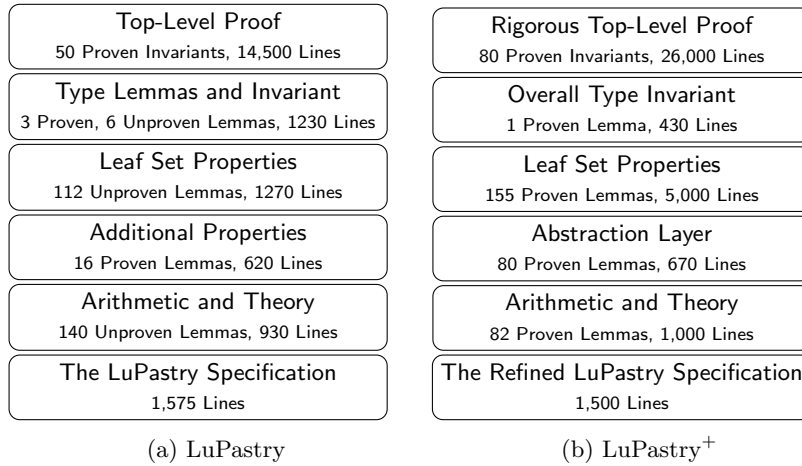 Top-Level Proof
50 Proven Invariants, 14,500 Lines
Type Lemmas and Invariant
3 Proven, 6 Unproven Lemmas, 1230 Lines
Leaf Set Properties
112 Unproven Lemmas, 1270 Lines
Additional Properties
16 Proven Lemmas, 620 Lines
Arithmetic and Theory
140 Unproven Lemmas, 930 Lines
The LuPastry Specification
1,575 Lines
(a) LuPastry
Rigorous Top-Level Proof
80 Proven Invariants, 26,000 Lines
Overall Type Invariant
1 Proven Lemma, 430 Lines
Leaf Set Properties
155 Proven Lemmas, 5,000 Lines
Abstraction Layer
80 Proven Lemmas, 670 Lines
Arithmetic and Theory
82 Proven Lemmas, 1,000 Lines
The Refined LuPastry Specification
1,500 Lines
(b) LuPastry⁺